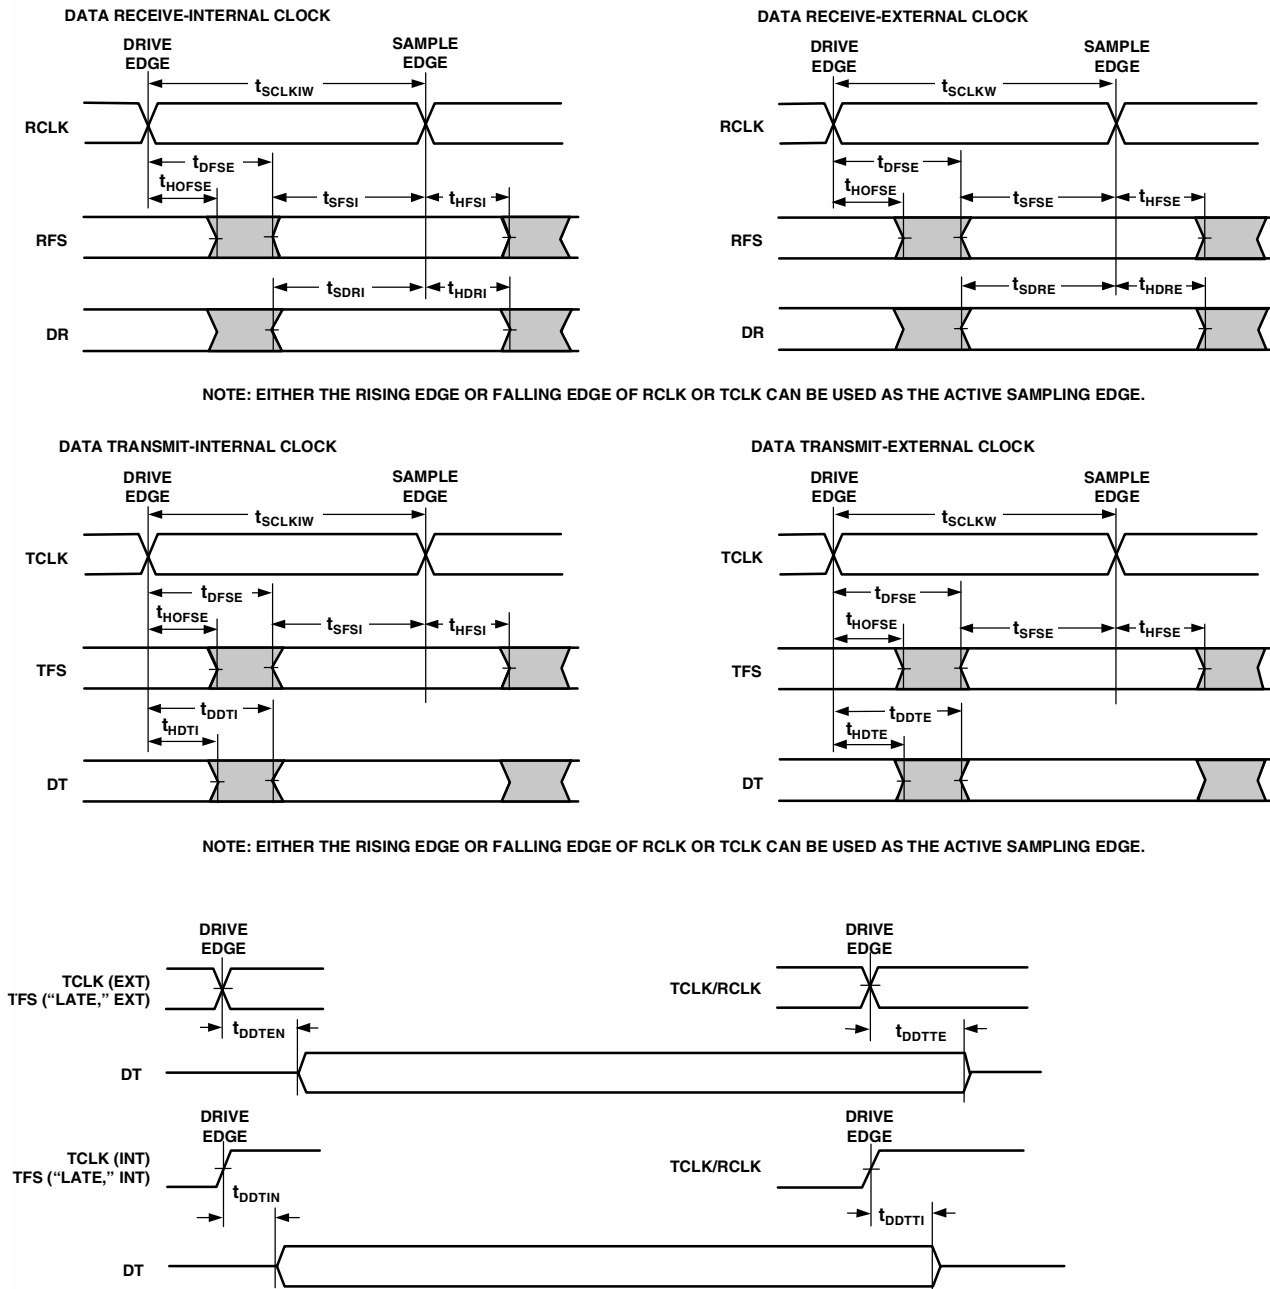 DATA RECEIVE-INTERNAL CLOCK
DRIVE EDGE
SAMPLE EDGE
tSCLKIW
RCLK
tDFSE
tHOFSE
tSFSI
tHFSI
RFS
tSDRI
tHDRI
DR
DATA RECEIVE-EXTERNAL CLOCK
DRIVE EDGE
SAMPLE EDGE
tSCLKW
RCLK
tDFSE
tHOFSE
tSFSE
tHFSE
RFS
tSDRE
tHDRE
DR
NOTE: EITHER THE RISING EDGE OR FALLING EDGE OF RCLK OR TCLK CAN BE USED AS THE ACTIVE SAMPLING EDGE.
DATA TRANSMIT-INTERNAL CLOCK
DRIVE EDGE
SAMPLE EDGE
tSCLKIW
TCLK
tDFSE
tHOFSE
tSFSI
tHFSI
TFS
tDDTI
tHDTI
DT
DATA TRANSMIT-EXTERNAL CLOCK
DRIVE EDGE
SAMPLE EDGE
tSCLKW
TCLK
tDFSE
tHOFSE
tSFSE
tHFSE
TFS
tDDTE
tHDTE
DT
NOTE: EITHER THE RISING EDGE OR FALLING EDGE OF RCLK OR TCLK CAN BE USED AS THE ACTIVE SAMPLING EDGE.
DRIVE EDGE
TCLK (EXT)
TFS (“LATE,” EXT)
tDDTEN
DRIVE EDGE
TCLK/RCLK
tDDTTE
DT
DRIVE EDGE
TCLK (INT)
TFS (“LATE,” INT)
tDDTIN
DRIVE EDGE
TCLK/RCLK
tDDTTI
DT